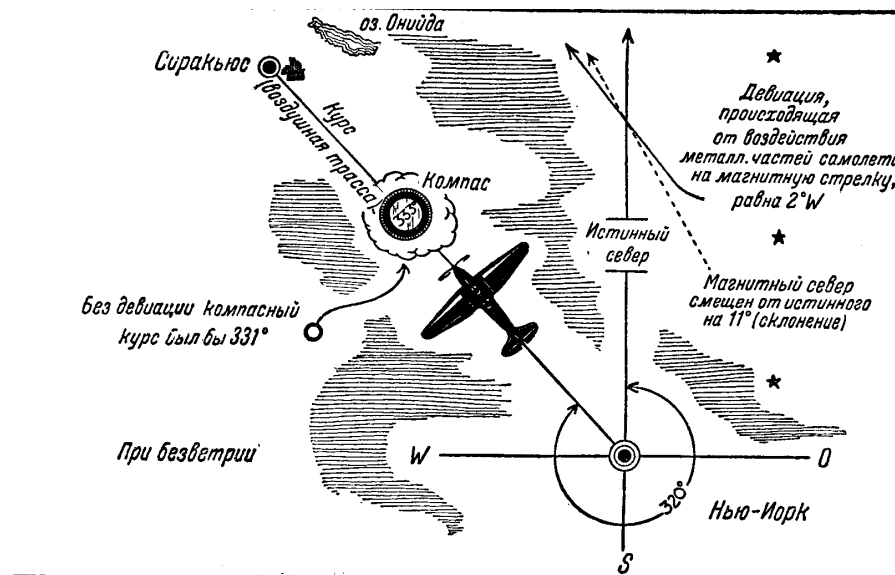 оз. Онийда
Сиракьюс
Курс
(воздушная трасса)
Компас
Девиация,
происходящая
от воздействия
металл. частей самолета
на магнитную стрелку,
равна 2°W
Истинный
север
Магнитный север
смещен от истинного
на 11° (склонение)
Без девиации компасный
курс был бы 331°
При безветрии
W
O
320°
Нью-Иорк
S